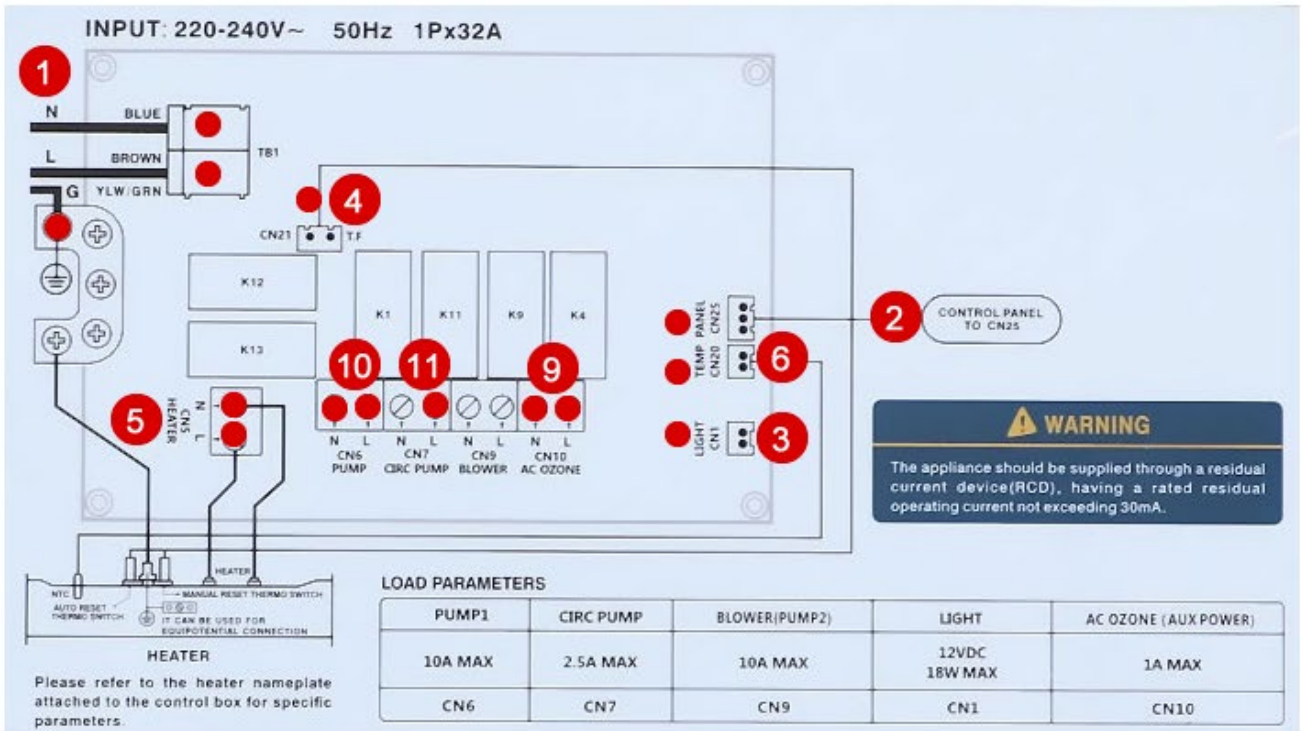 INPUT: 220-240V~ 50Hz 1Px32A
1
N BLUE
L BROWN
TB1
G YLW/GRN
4
CN21 T.F
K12
K1 K11 K9 K4
K13
PANEL CN25
2
CONTROL PANEL
TO CN25
TEMP CN20
6
10 11 9
5
CN5
HEATER
N
L
LIGHT CN1
3
N L N L N L N L
CN6 CN7 CN9 CN10
PUMP CIRC PUMP BLOWER AC OZONE
WARNING
The appliance should be supplied through a residual
current device(RCD), having a rated residual
operating current not exceeding 30mA.
HEATER
NTC
MANUAL RESET THERMO SWITCH
AUTO RESET
THERMO SWITCH
IT CAN BE USED FOR
EQUIPOTENTIAL CONNECTION
HEATER
Please refer to the heater nameplate
attached to the control box for specific
parameters.
LOAD PARAMETERS
PUMP1 CIRC PUMP BLOWER(PUMP2) LIGHT AC OZONE (AUX POWER)
10A MAX 2.5A MAX 10A MAX 12VDC 1A MAX
18W MAX
CN6 CN7 CN9 CN1 CN10